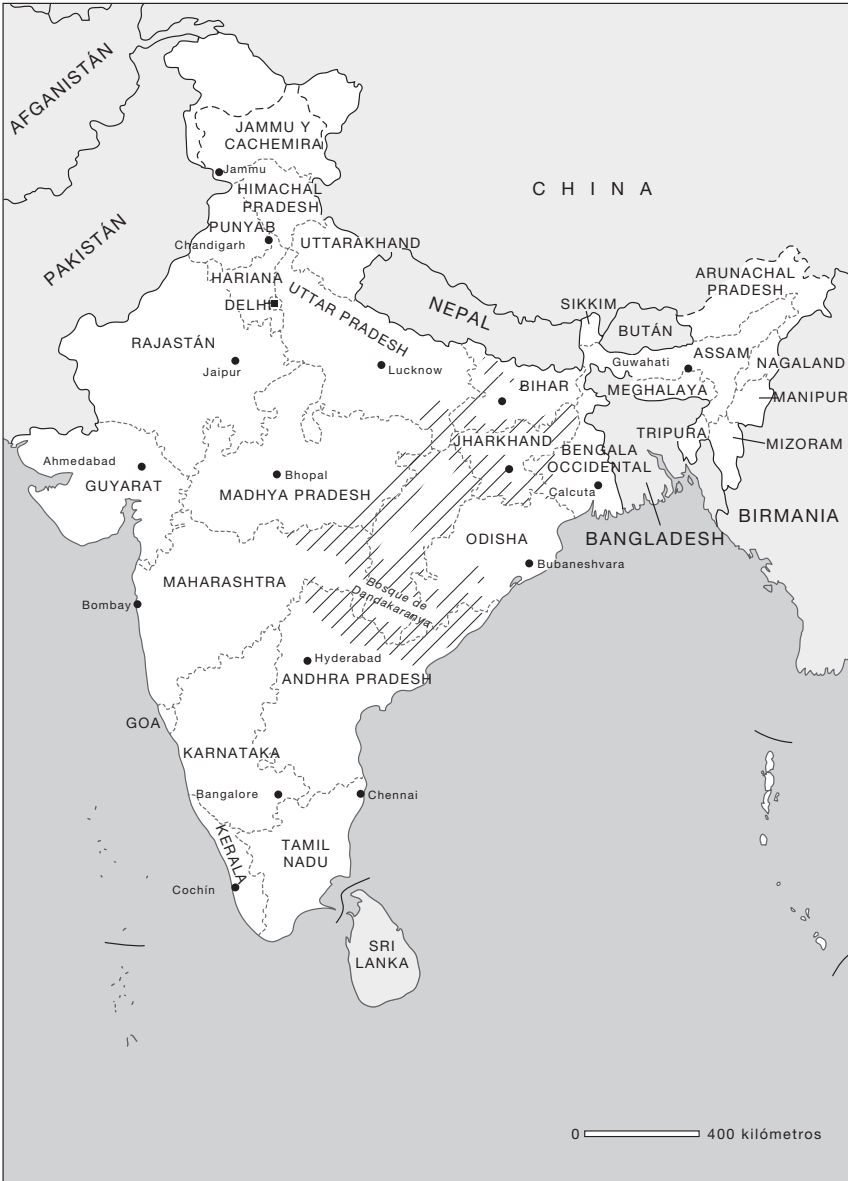 AFGANISTÁN
JAMMU Y
CACHEMIRA
Jammu
CHINA
HIMACHAL
PRADESH
PUNYAB
Chandigarh
PAKISTÁN
UTTARAKHAND
HARIANA
DELHI
UTTAR PRADESH
NEPAL
SIKKIM
ARUNACHAL
PRADESH
BUTÁN
RAJASTÁN
Jaipur
Lucknow
BIHAR
Guwahati
ASSAM
NAGALAND
MEGHALAYA
MANIPUR
TRIPURA
MIZORAM
JHARKHAND
BENGALA
OCCIDENTAL
Calcuta
Ahmedabad
GUYARAT
Bhopal
MADHYA PRADESH
BIRMANIA
BANGLADESH
ODISHA
Bubaneshvara
MAHARASHTRA
Bosque de
Dandakaranya
Bombay
Hyderabad
ANDHRA PRADESH
GOA
KARNATAKA
Bangalore
Chennai
KERALA
TAMIL
NADU
Cochín
SRI
LANKA
0 400 kilómetros